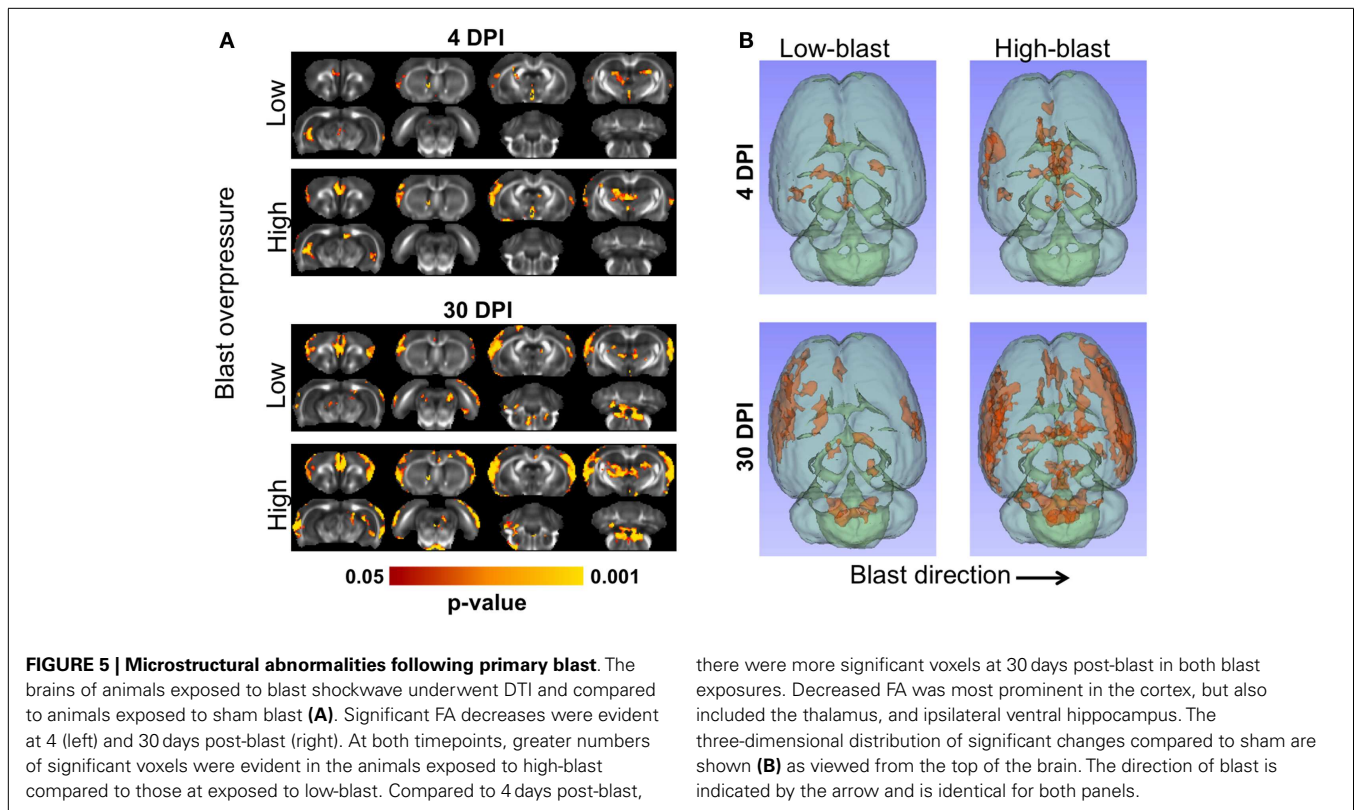 A
4 DPI
Low
High
30 DPI
Low
High
Blast overpressure
0.05
0.001
p-value
B
Low-blast
High-blast
4 DPI
30 DPI
Blast direction
FIGURE 5 | Microstructural abnormalities following primary blast. The
brains of animals exposed to blast shockwave underwent DTI and compared
to animals exposed to sham blast (A). Significant FA decreases were evident
at 4 (left) and 30 days post-blast (right). At both timepoints, greater numbers
of significant voxels were evident in the animals exposed to high-blast
compared to those at exposed to low-blast. Compared to 4 days post-blast,
there were more significant voxels at 30 days post-blast in both blast
exposures. Decreased FA was most prominent in the cortex, but also
included the thalamus, and ipsilateral ventral hippocampus. The
three-dimensional distribution of significant changes compared to sham are
shown (B) as viewed from the top of the brain. The direction of blast is
indicated by the arrow and is identical for both panels.